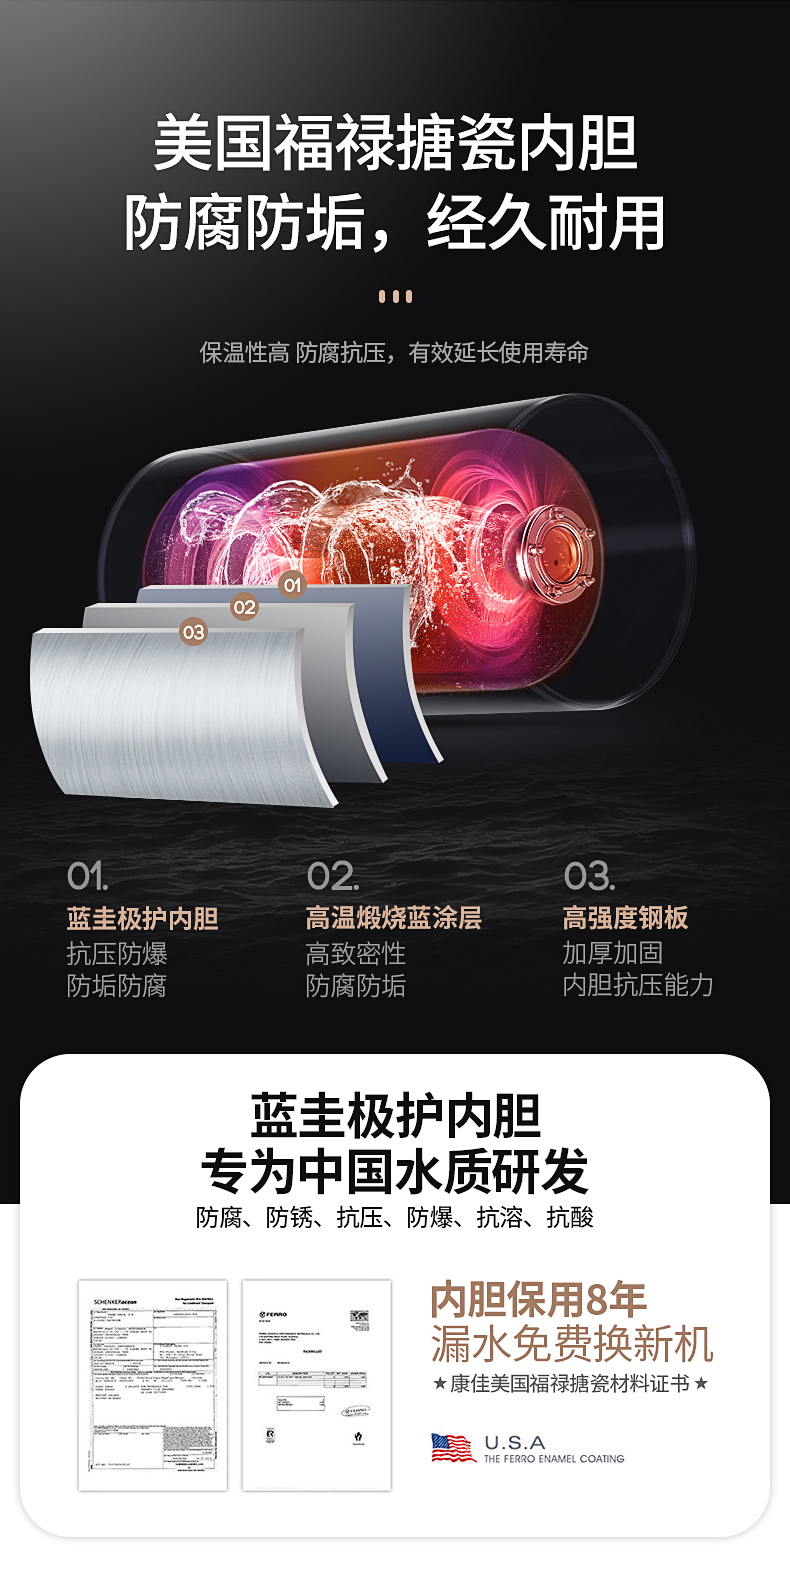 美国福禄搪瓷内胆
防腐防垢，经久耐用
保温性高 防腐抗压，有效延长使用寿命
01
02
03
01.
蓝圭极护内胆
抗压防爆
防垢防腐
02.
高温煅烧蓝涂层
高致密性
防腐防垢
03.
高强度钢板
加厚加固
内胆抗压能力
蓝圭极护内胆
专为中国水质研发
防腐、防锈、抗压、防爆、抗溶、抗酸
SCHENKERocean
FERRO
PACKING LIST
内胆保用8年
漏水免费换新机
★康佳美国福禄搪瓷材料证书★
U.S.A
THE FERRO ENAMEL COATING